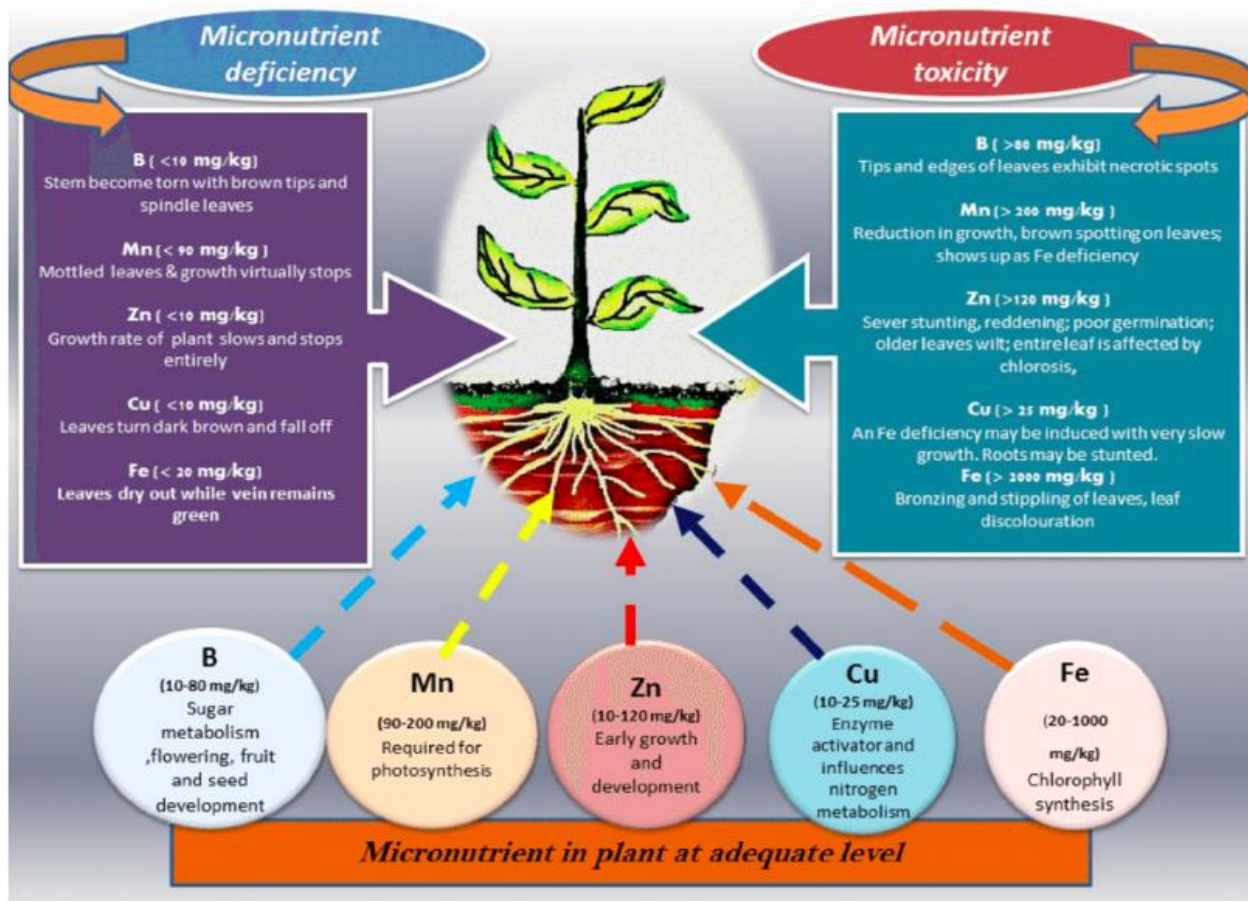 Micronutrient
deficiency
B( <10 mg/kg)
Stem become torn with brown tips and
spindle leaves
Mn(< 90 mg/kg )
Mottled leaves & growth virtually stops
Zn ( <10 mg/kg)
Growth rate of plant slows and stops
entirely
Cu( <10 mg/kg)
Leaves turn dark brown and fall off
Fe( < 20 mg/kg)
Leaves dry out while vein remains
green
Micronutrient
toxicity
B( >80 mg/kg)
Tips and edges of leaves exhibit necrotic spots
Mn(> 200 mg/kg)
Reduction in growth, brown spotting on leaves;
shows up as Fe deficiency
Zn (>120 mg/kg)
Sever stunting, reddening; poor germination;
older leaves wilt; entire leaf is affected by
chlorosis,
Cu(> 25 mg/kg )
An Fe deficiency may be induced with very slow
growth. Roots may be stunted.
Fe(> 2000 mg/kg)
Bronzing and stippling of leaves, leaf
discolouration
B
(10-80 mg/kg)
Sugar
metabolism
,flowering, fruit
and seed
development
Mn
(90-200 mg/kg)
Required for
photosynthesis
Zn
(10-120 mg/kg)
Early growth
and
development
Cu
(10-25 mg/kg)
Enzyme
activator and
influences
nitrogen
metabolism
Fe
(20-1000
mg/kg)
Chlorophyll
synthesis
Micronutrient in plant at adequate level